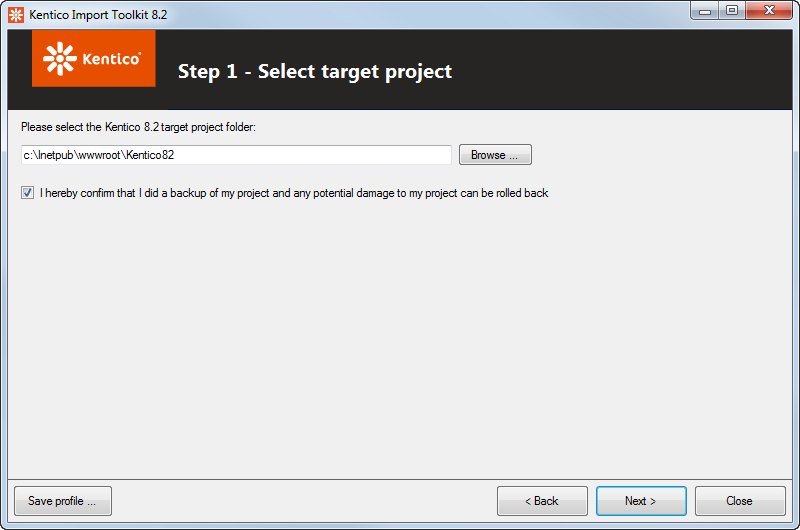 Kentico Import Toolkit 8.2
Kentico
Step 1 - Select target project
Please select the Kentico 8.2 target project folder:
c:\Inetpub\wwwroot\Kentico82
Browse ...
I hereby confirm that I did a backup of my project and any potential damage to my project can be rolled back
Save profile ...
< Back
Next >
Close